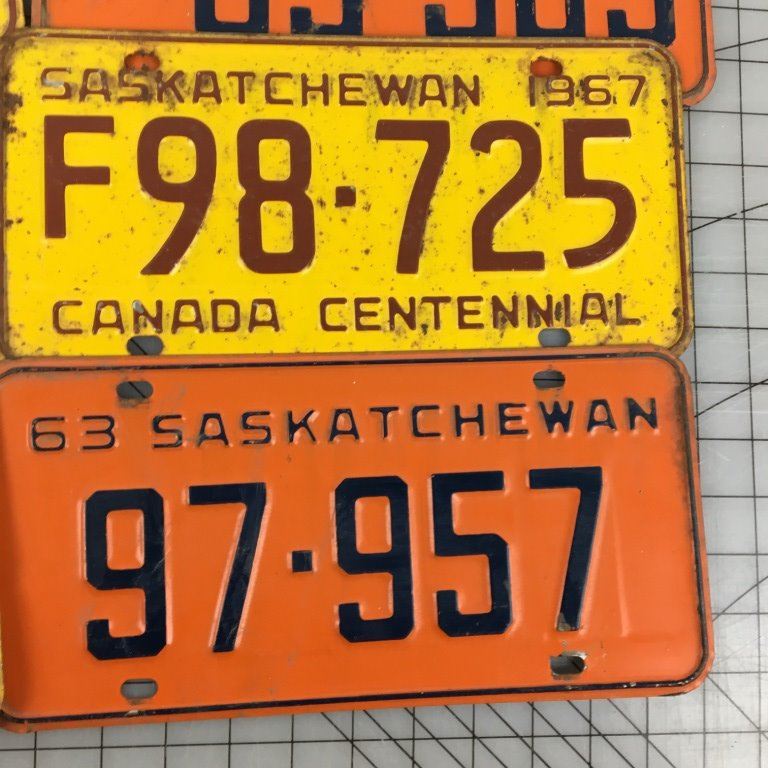 SASKATCHEWAN 1967
F98·725
CANADA CENTENNIAL
63 SASKATCHEWAN
97·957